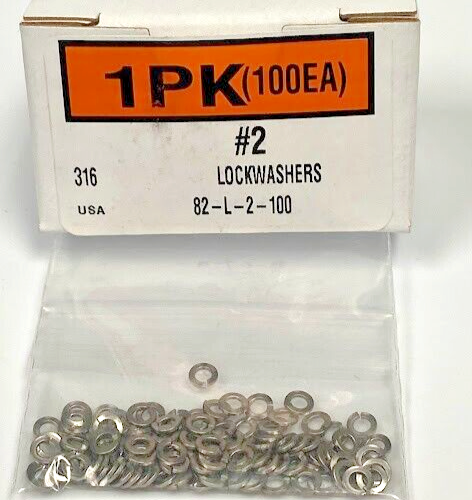 1PK(100EA)
#2
316 LOCKWASHERS
USA 82-L-2-100